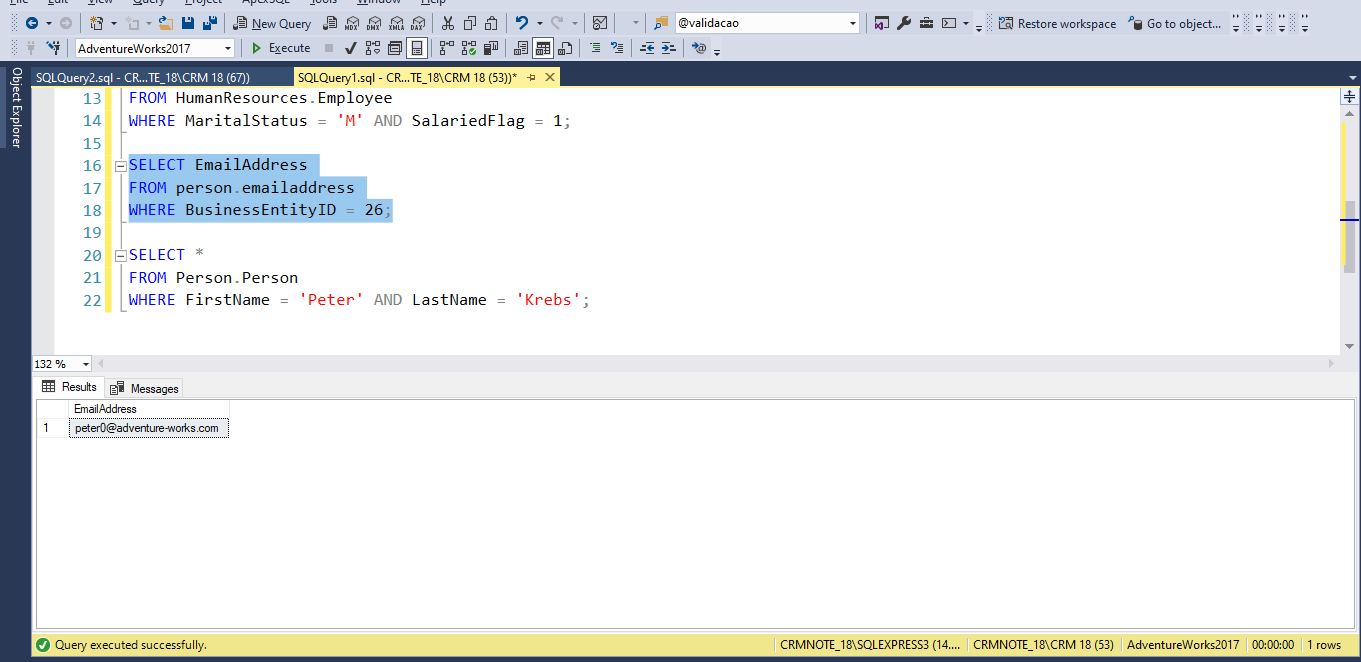 File Edit View Query Project ApexSQL Tools Window Help
New Query MDX DMX XMLA DAX @validacao Restore workspace Go to object...
AdventureWorks2017 Execute
Object Explorer
SQLQuery2.sql - CR...TE_18\CRM 18 (67)) SQLQuery1.sql - CR...TE_18\CRM 18 (53))*
13 FROM HumanResources.Employee
14 WHERE MaritalStatus = 'M' AND SalariedFlag = 1;
15
16 SELECT EmailAddress
17 FROM person.emailaddress
18 WHERE BusinessEntityID = 26;
19
20 SELECT *
21 FROM Person.Person
22 WHERE FirstName = 'Peter' AND LastName = 'Krebs';
132 %
Results Messages
EmailAddress
1 peter0@adventure-works.com
Query executed successfully. CRMNOTE_18\SQLEXPRESS3 (14.... CRMNOTE_18\CRM 18 (53) AdventureWorks2017 00:00:00 1 rows